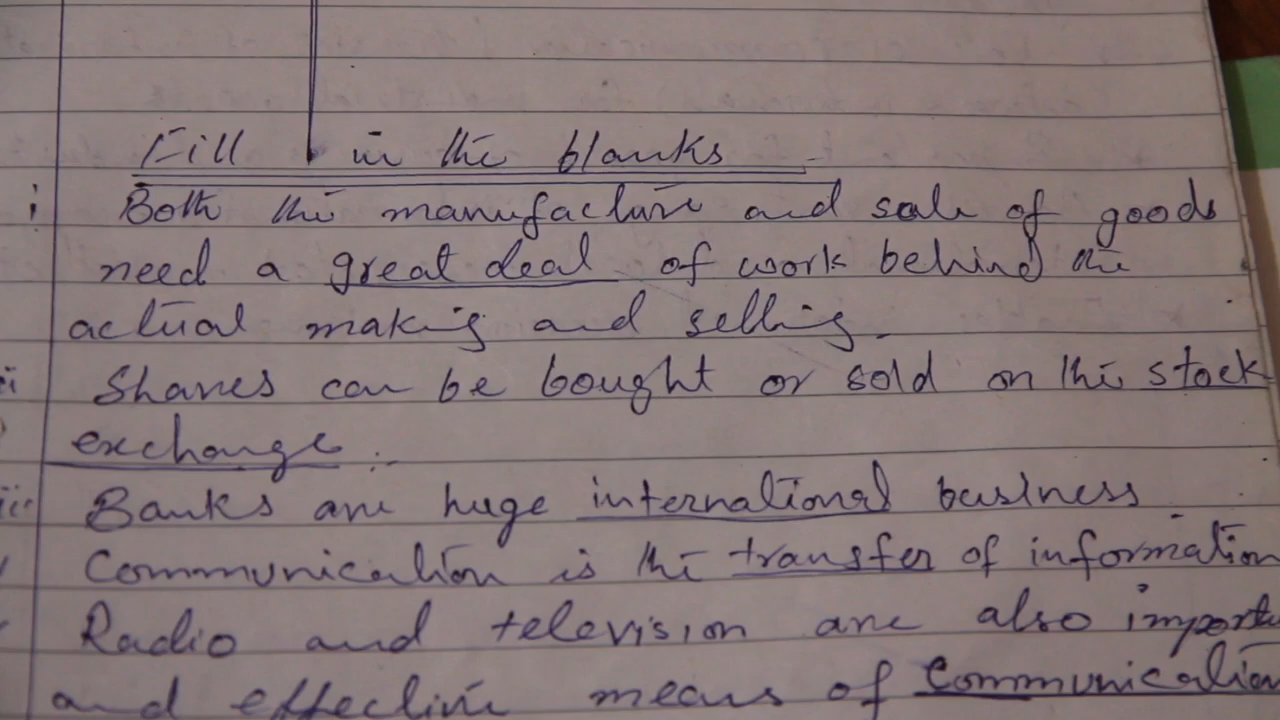 Fill in the blanks
i Both the manufacture and sale of goods
need a great deal of work behind the
actual making and selling.
ii Shares can be bought or sold on the stock
exchange.
iii Banks are huge international business
Communication is the transfer of information
Radio and television are also
and effective means of communication